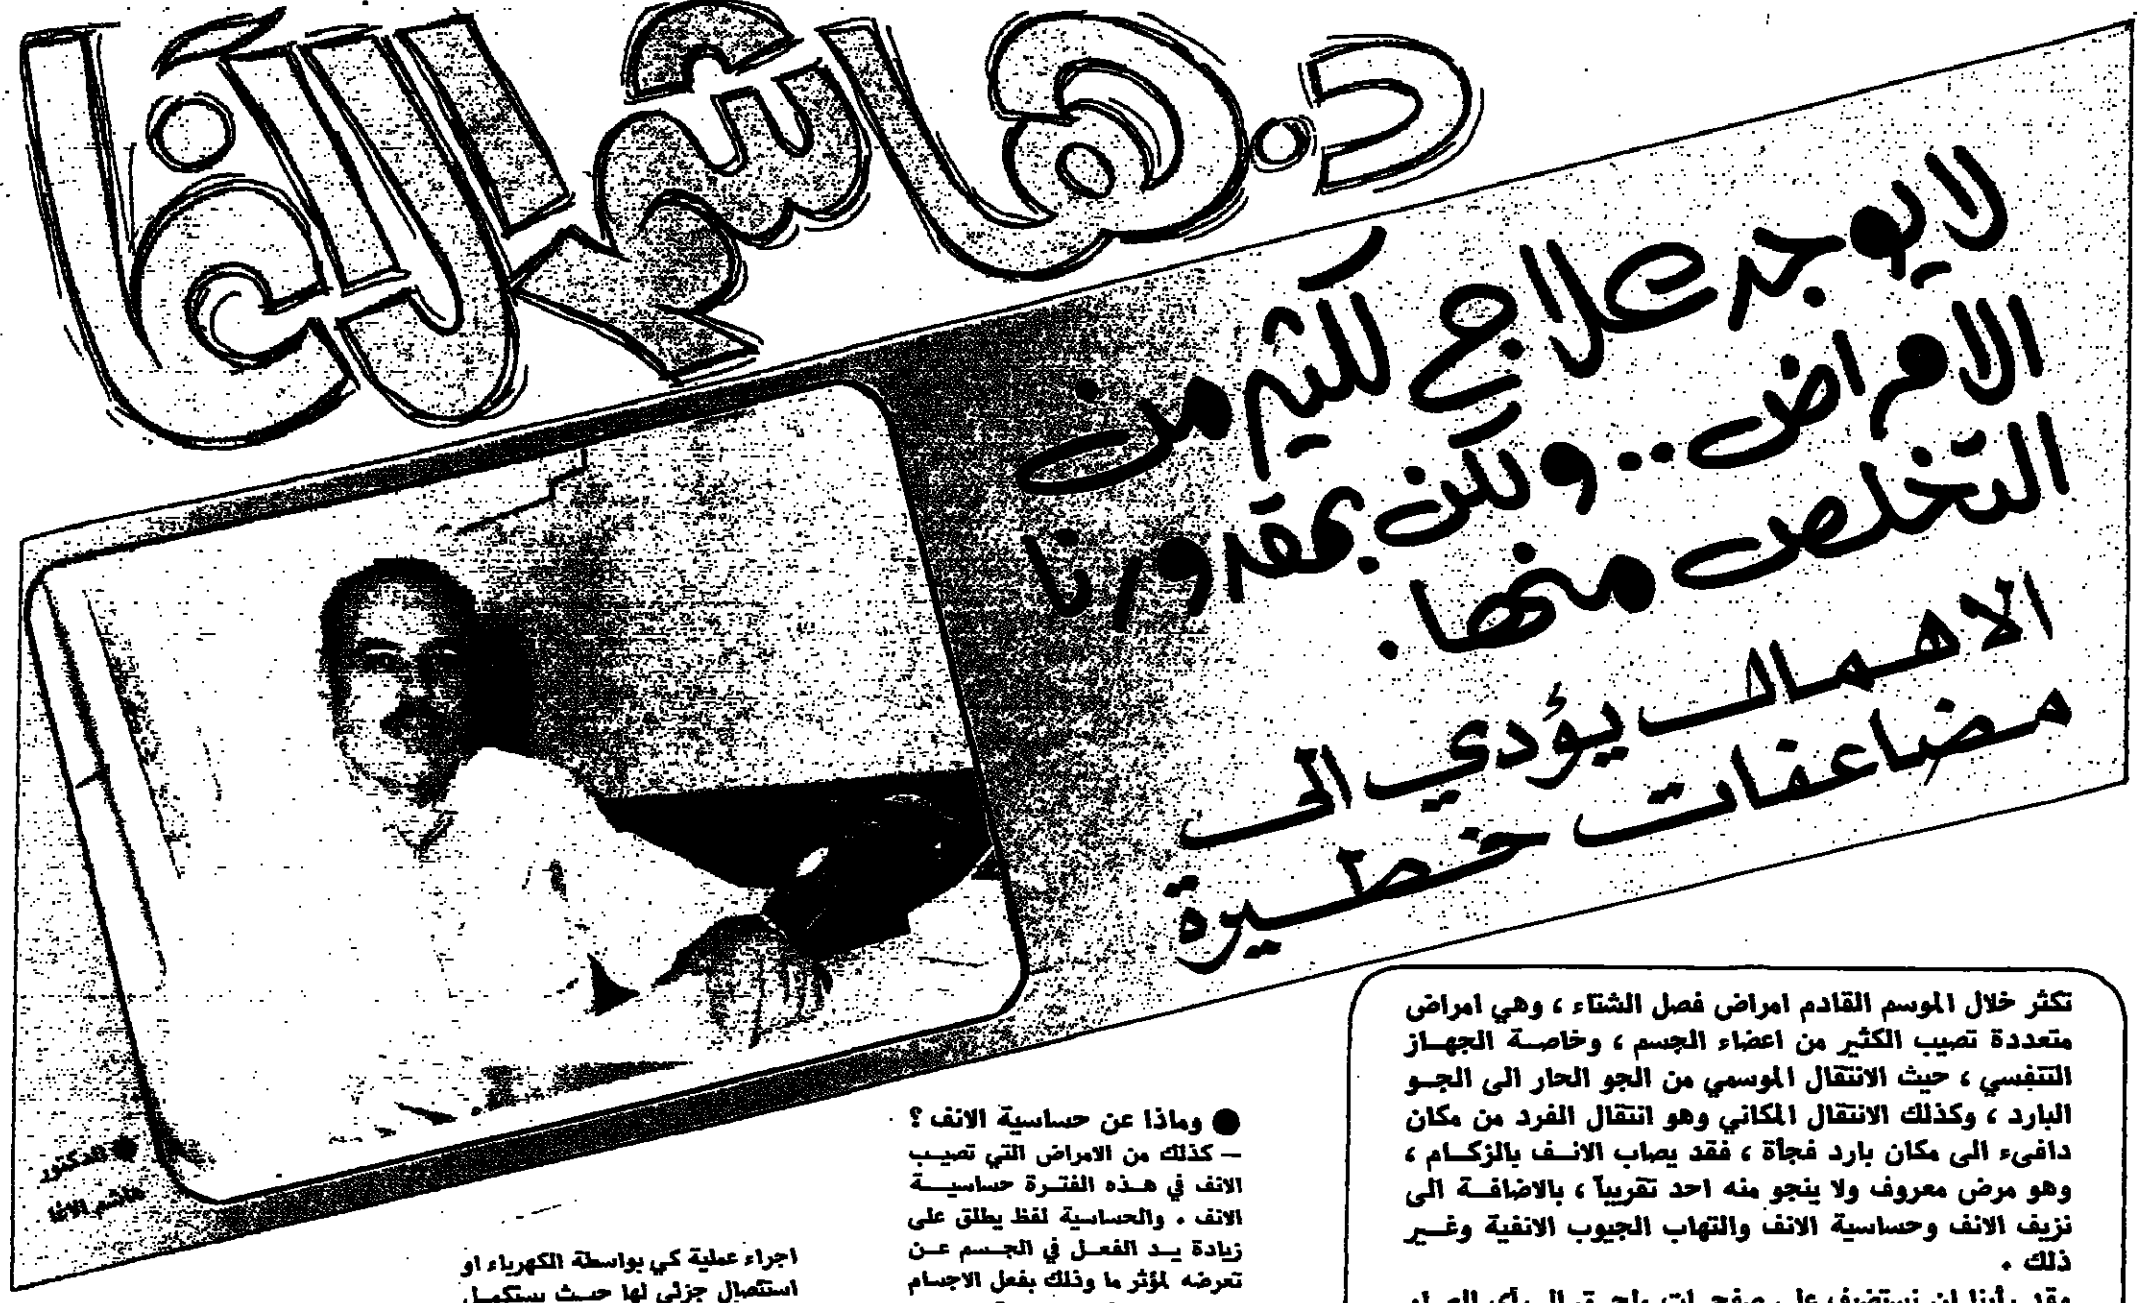 د. هاشم الاغا
لا يوجد علاج لكثير من
الامراض .. ولكن بمقدورنا
التخلص منها .
الاهمال يؤدي الى
مضاعفات خطيرة
● الدكتور
هاشم الاغا
تكثر خلال الموسم القادم امراض فصل الشتاء ، وهي امراض
متعددة تصيب الكثير من اعضاء الجسم ، وخاصة الجهاز
التنفسي ، حيث الانتقال الموسمي من الجو الحار الى الجو
البارد ، وكذلك الانتقال المكاني وهو انتقال الفرد من مكان
دافىء الى مكان بارد فجأة ، فقد يصاب الانف بالزكام ،
وهو مرض معروف ولا ينجو منه احد تقريباً ، بالاضافة الى
نزيف الانف وحساسية الانف والتهاب الجيوب الانفية وغير
ذلك .
● وماذا عن حساسية الانف ؟
– كذلك من الامراض التي تصيب
الانف في هذه الفترة حساسية
الانف . والحساسية لفظ يطلق على
زيادة يد الفعل في الجسم عن
تعرضه لمؤثر ما وذلك بفعل الاجسام
اجراء عملية كي بواسطة الكهرباء او
استئصال جزئي لها حيث يستكمل